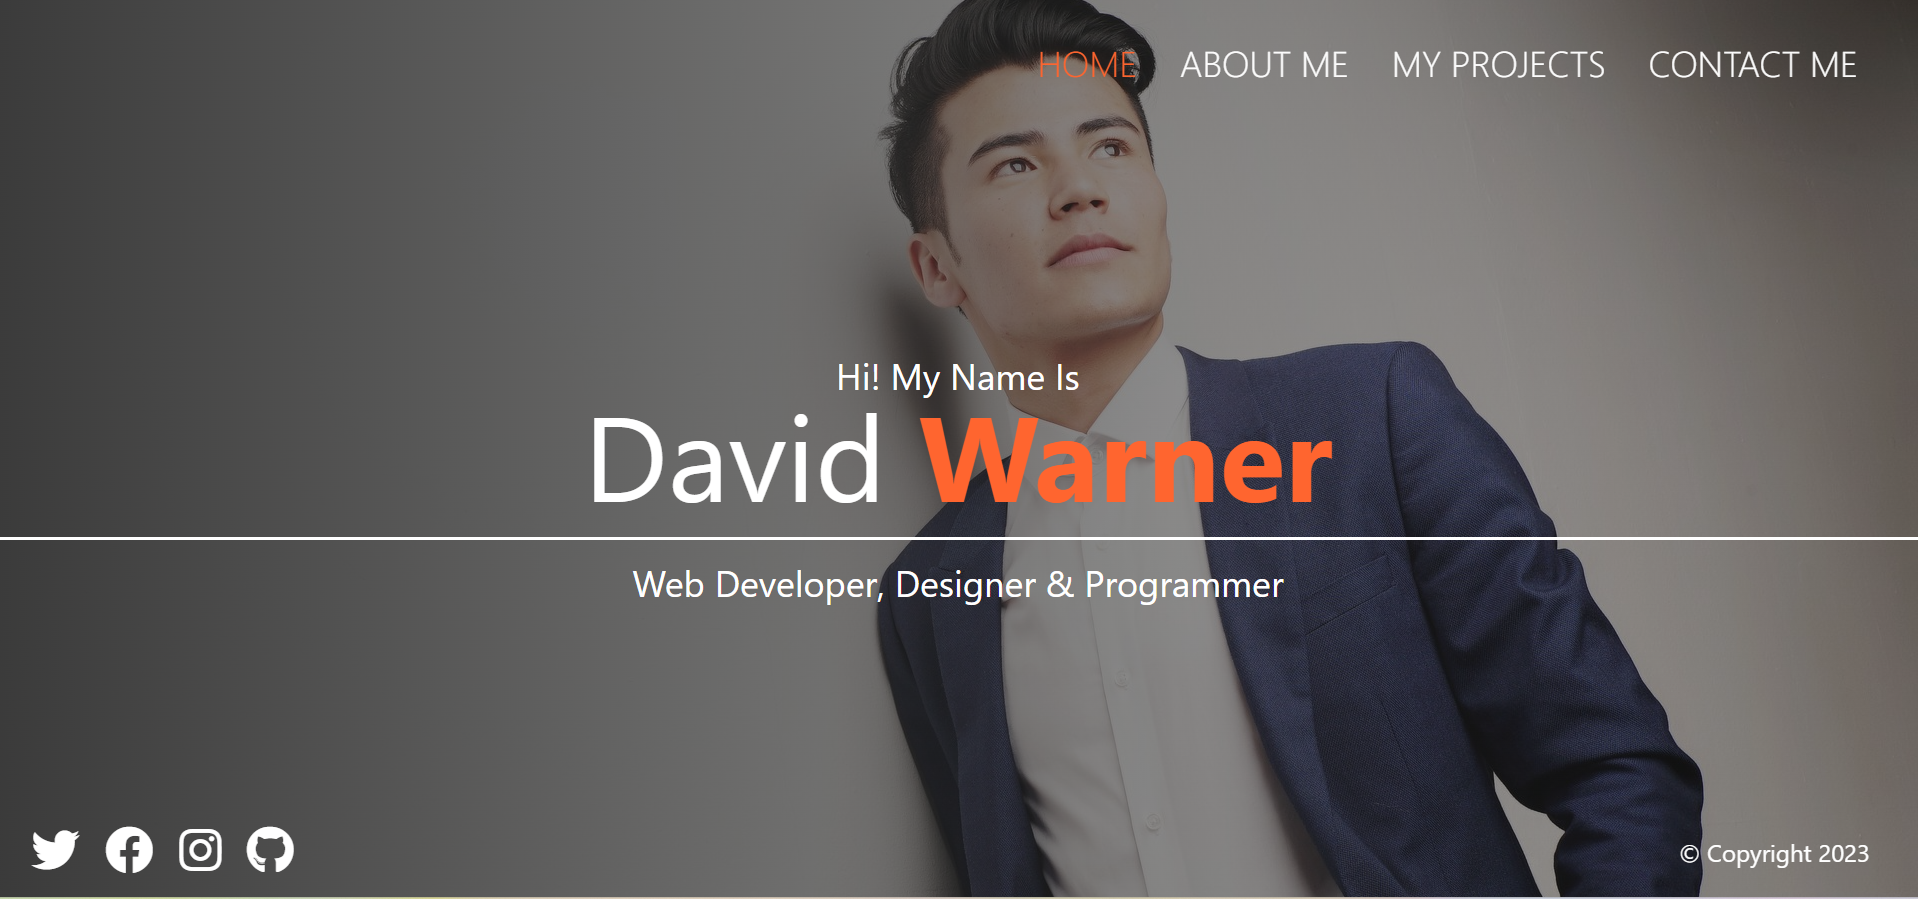 HOME ABOUT ME MY PROJECTS CONTACT ME
Hi! My Name Is
David Warner
Web Developer, Designer & Programmer
© Copyright 2023